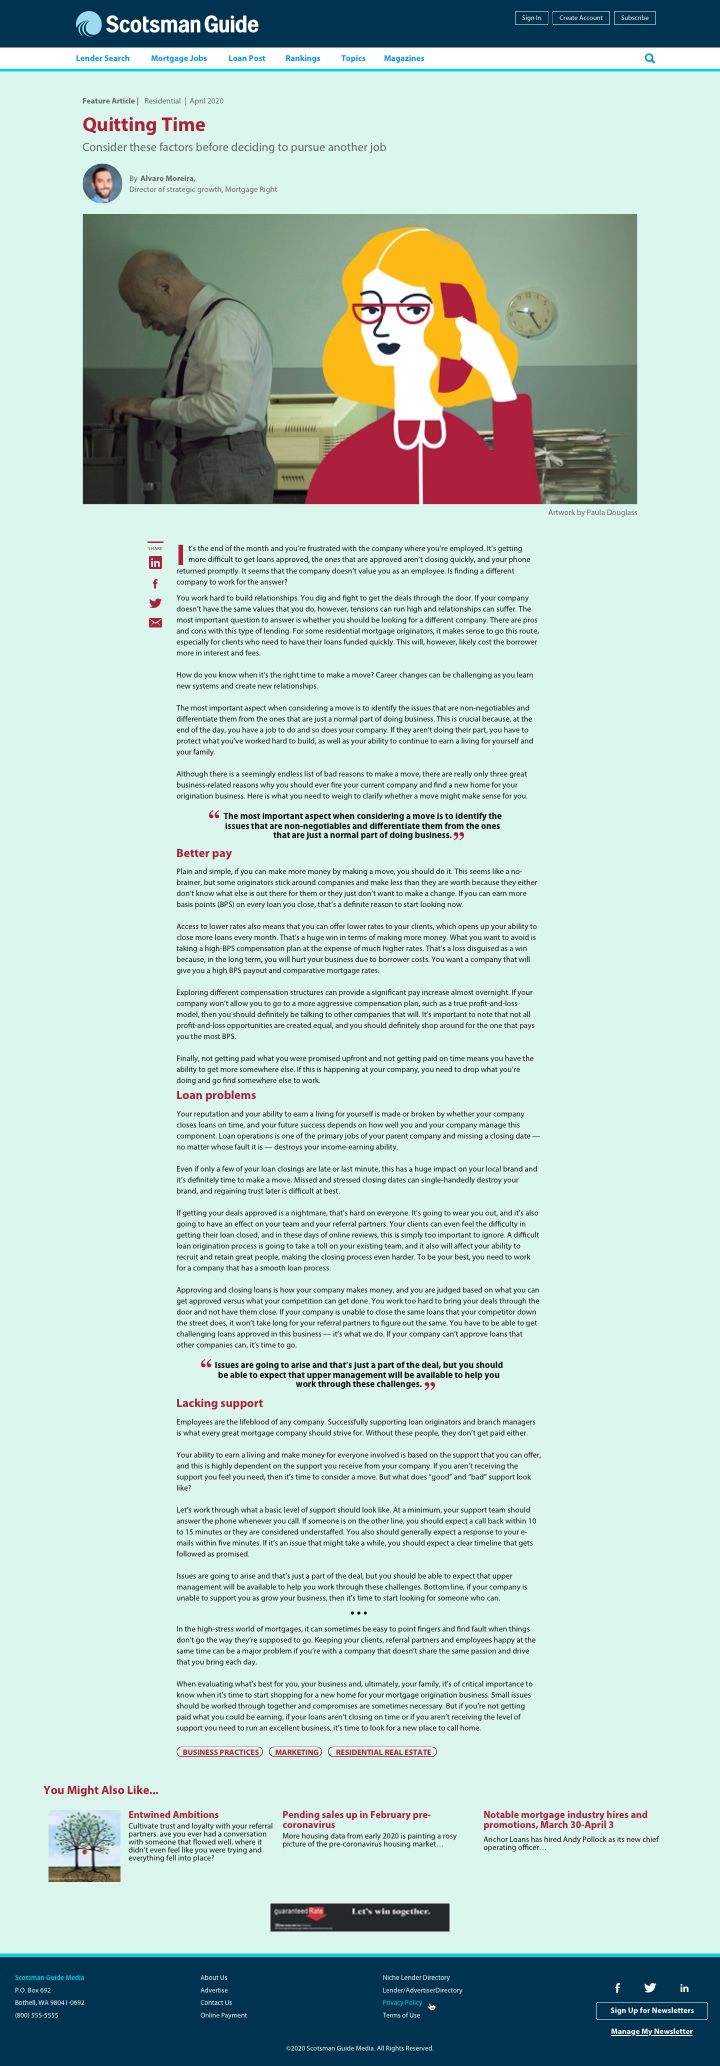 Scotsman Guide
Sign In
Create Account
Subscribe
Lender Search
Mortgage Jobs
Loan Post
Rankings
Topics
Magazines
Feature Article | Residential | April 2020
Quitting Time
Consider these factors before deciding to pursue another job
By Alvaro Moreira,
Director of strategic growth, Mortgage Right
Artwork by Paula Douglass
SHARE
It's the end of the month and you're frustrated with the company where you're employed. It's getting
more difficult to get loans approved, the ones that are approved aren't closing quickly, and your phone
returned promptly. It seems that the company doesn't value you as an employee. Is finding a different
company to work for the answer?
You work hard to build relationships. You dig and fight to get the deals through the door. If your company
doesn't have the same values that you do, however, tensions can run high and relationships can suffer. The
most important question to answer is whether you should be looking for a different company. There are pros
and cons with this type of lending. For some residential mortgage originators, it makes sense to go this route,
especially for clients who need to have their loans funded quickly. This will, however, likely cost the borrower
more in interest and fees.
How do you know when it's the right time to make a move? Career changes can be challenging as you learn
new systems and create new relationships.
The most important aspect when considering a move is to identify the issues that are non-negotiables and
differentiate them from the ones that are just a normal part of doing business. This is crucial because, at the
end of the day, you have a job to do and so does your company. If they aren't doing their part, you have to
protect what you've worked hard to build, as well as your ability to continue to earn a living for yourself and
your family.
Although there is a seemingly endless list of bad reasons to make a move, there are really only three great
business-related reasons why you should ever fire your current company and find a new home for your
origination business. Here is what you need to weigh to clarify whether a move might make sense for you.
“ The most important aspect when considering a move is to identify the
issues that are non-negotiables and differentiate them from the ones
that are just a normal part of doing business. ”
Better pay
Plain and simple, if you can make more money by making a move, you should do it. This seems like a no-
brainer, but some originators stick around companies and make less than they are worth because they either
don't know what else is out there for them or they just don't want to make a change. If you can earn more
basis points (BPS) on every loan you close, that's a definite reason to start looking now.
Access to lower rates also means that you can offer lower rates to your clients, which opens up your ability to
close more loans every month. That's a huge win in terms of making more money. What you want to avoid is
taking a high-BPS compensation plan at the expense of much higher rates. That's a loss disguised as a win
because, in the long term, you will hurt your business due to borrower costs. You want a company that will
give you a high BPS payout and comparative mortgage rates.
Exploring different compensation structures can provide a significant pay increase almost overnight. If your
company won't allow you to go to a more aggressive compensation plan, such as a true profit-and-loss
model, then you should definitely be talking to other companies that will. It's important to note that not all
profit-and-loss opportunities are created equal, and you should definitely shop around for the one that pays
you the most BPS.
Finally, not getting paid what you were promised upfront and not getting paid on time means you have the
ability to get more somewhere else. If this is happening at your company, you need to drop what you're
doing and go find somewhere else to work.
Loan problems
Your reputation and your ability to earn a living for yourself is made or broken by whether your company
closes loans on time, and your future success depends on how well you and your company manage this
component. Loan operations is one of the primary jobs of your parent company and missing a closing date —
no matter whose fault it is — destroys your income-earning ability.
Even if only a few of your loan closings are late or last minute, this has a huge impact on your local brand and
it's definitely time to make a move. Missed and stressed closing dates can single-handedly destroy your
brand, and regaining trust later is difficult at best.
If getting your deals approved is a nightmare, that's hard on everyone. It's going to wear you out, and it's also
going to have an effect on your team and your referral partners. Your clients can even feel the difficulty in
getting their loan closed, and in these days of online reviews, this is simply too important to ignore. A difficult
loan origination process is going to take a toll on your existing team, and it also will affect your ability to
recruit and retain great people, making the closing process even harder. To be your best, you need to work
for a company that has a smooth loan process.
Approving and closing loans is how your company makes money, and you are judged based on what you can
get approved versus what your competition can get done. You work too hard to bring your deals through the
door and not have them close. If your company is unable to close the same loans that your competitor down
the street does, it won't take long for your referral partners to figure out the same. You have to be able to get
challenging loans approved in this business — it's what we do. If your company can't approve loans that
other companies can, it's time to go.
“ Issues are going to arise and that's just a part of the deal, but you should
be able to expect that upper management will be available to help you
work through these challenges. ”
Lacking support
Employees are the lifeblood of any company. Successfully supporting loan originators and branch managers
is what every great mortgage company should strive for. Without these people, they don't get paid either.
Your ability to earn a living and make money for everyone involved is based on the support that you can offer,
and this is highly dependent on the support you receive from your company. If you aren't receiving the
support you feel you need, then it's time to consider a move. But what does “good” and “bad” support look
like?
Let's work through what a basic level of support should look like. At a minimum, your support team should
answer the phone whenever you call. If someone is on the other line, you should expect a call back within 10
to 15 minutes or they are considered understaffed. You also should generally expect a response to your e-
mails within five minutes. If it's an issue that might take a while, you should expect a clear timeline that gets
followed as promised.
Issues are going to arise and that's just a part of the deal, but you should be able to expect that upper
management will be available to help you work through these challenges. Bottom line, if your company is
unable to support you as grow your business, then it's time to start looking for someone who can.
• • •
In the high-stress world of mortgages, it can sometimes be easy to point fingers and find fault when things
don't go the way they're supposed to go. Keeping your clients, referral partners and employees happy at the
same time can be a major problem if you're with a company that doesn't share the same passion and drive
that you bring each day.
When evaluating what's best for you, your business and, ultimately, your family, it's of critical importance to
know when it's time to start shopping for a new home for your mortgage origination business. Small issues
should be worked through together and compromises are sometimes necessary. But if you're not getting
paid what you could be earning, if your loans aren't closing on time or if you aren't receiving the level of
support you need to run an excellent business, it's time to look for a new place to call home.
BUSINESS PRACTICES
MARKETING
RESIDENTIAL REAL ESTATE
You Might Also Like...
Entwined Ambitions
Cultivate trust and loyalty with your referral
partners. ave you ever had a conversation
with someone that flowed well, where it
didn't even feel like you were trying and
everything fell into place?
Pending sales up in February pre-
coronavirus
More housing data from early 2020 is painting a rosy
picture of the pre-coronavirus housing market…
Notable mortgage industry hires and
promotions, March 30-April 3
Anchor Loans has hired Andy Pollock as its new chief
operating officer…
guaranteed Rate
Let's win together.
Scotsman Guide Media
P.O. Box 692
Bothell, WA 98041-0692
(800) 555-5555
About Us
Advertise
Contact Us
Online Payment
Niche Lender Directory
Lender/AdvertiserDirectory
Privacy Policy
Terms of Use
Sign Up for Newsletters
Manage My Newsletter
©2020 Scotsman Guide Media. All Rights Reserved.